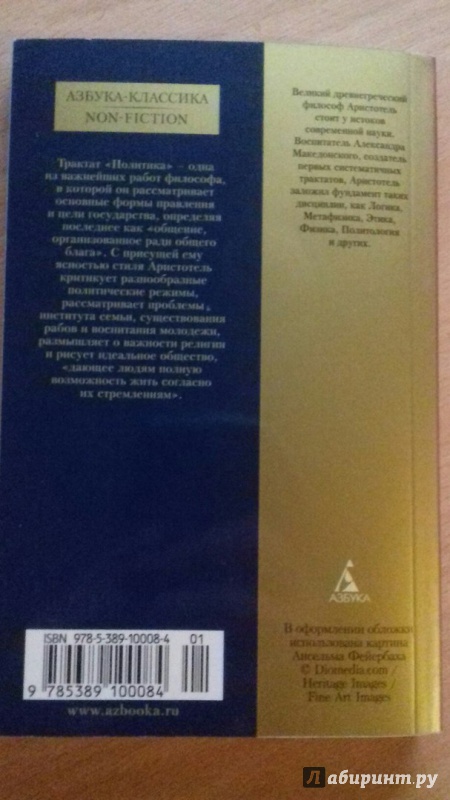 АЗБУКА-КЛАССИКА
NON-FICTION
Трактат «Политика» – одна
из важнейших работ философа,
в которой он рассматривает
основные формы правления
и цели государства, определяя
последнее как «общение,
организованное ради общего
блага». С присущей ему
ясностью стиля Аристотель
критикует разнообразные
политические режимы,
рассматривает проблемы
института семьи, существования
рабов и воспитания молодежи,
размышляет о важности религии
и рисует идеальное общество,
«дающее людям полную
возможность жить согласно
их стремлениям».
Великий древнегреческий
философ Аристотель
стоит у истоков
современной науки.
Воспитатель Александра
Македонского, создатель
первых систематичных
трактатов, Аристотель
заложил фундамент таких
дисциплин, как Логика,
Метафизика, Этика,
Физика, Политология
и других.
АЗБУКА
В оформлении обложки
использована картина
Ансельма Фейербаха
© Diomedia.com /
Heritage Images /
Fine Art Images
ISBN 978-5-389-10008-4 01
9 785389 100084
www.azbooka.ru
Лабиринт.ру